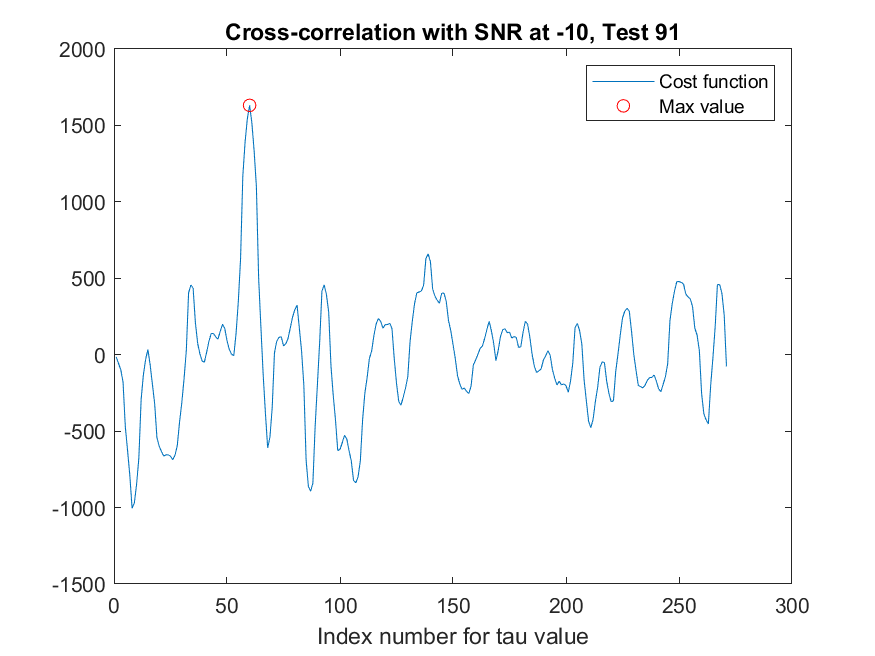 Cross-correlation with SNR at -10, Test 91
2000
1500
1000
500
0
-500
-1000
-1500
0 50 100 150 200 250 300
Index number for tau value
Cost function
Max value